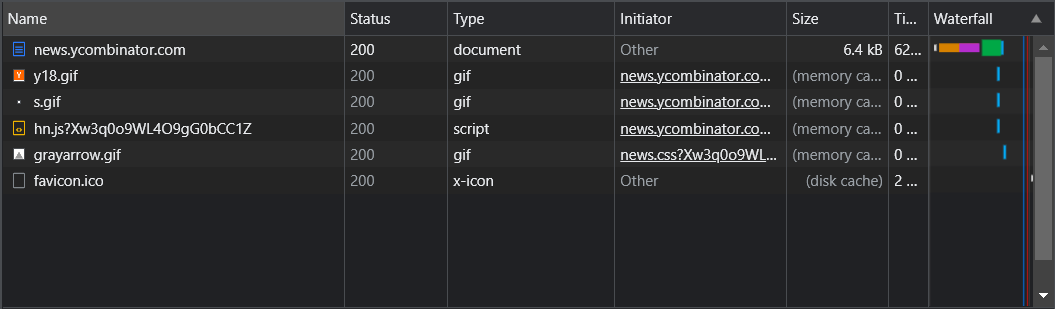 Name Status Type Initiator Size Ti... Waterfall
news.ycombinator.com 200 document Other 6.4 kB 62...
y18.gif 200 gif news.ycombinator.co... (memory ca... 0 ...
s.gif 200 gif news.ycombinator.co... (memory ca... 0 ...
hn.js?Xw3q0o9WL4O9gG0bCC1Z 200 script news.ycombinator.co... (memory ca... 0 ...
grayarrow.gif 200 gif news.css?Xw3q0o9WL... (memory ca... 0 ...
favicon.ico 200 x-icon Other (disk cache) 2 ...